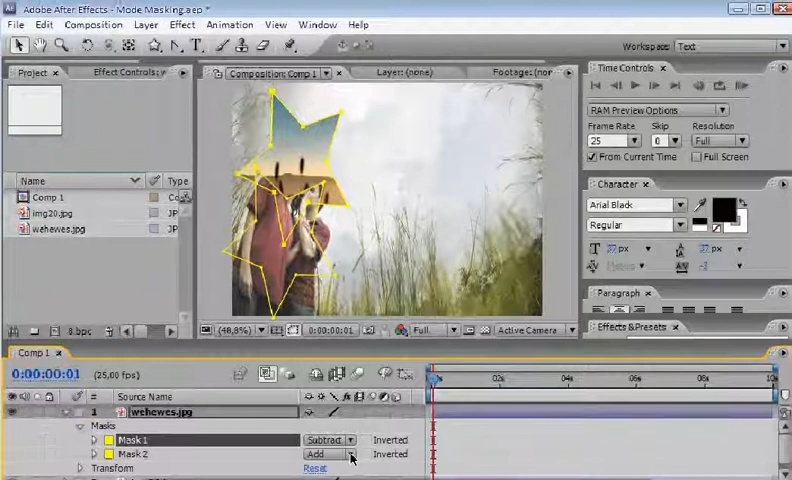 Adobe After Effects - Mode Masking.aep *
File Edit Composition Layer Effect Animation View Window Help
Workspace: Text
Project Effect Controls: w
Composition: Comp 1 Layer: (none) Footage: (nor
Time Controls
RAM Preview Options
Frame Rate Skip Resolution
25 0 Full
From Current Time Full Screen
Name Type
Comp 1
img20.jpg JP
wehewes.jpg JP
Character
Arial Black
Regular
px px
Paragraph
Effects & Presets
8 bpc
(48,8%) 0:00:00:01 Full Active Camera
Comp 1
0:00:00:01 (25,00 fps)
# Source Name
02s 04s 06s 08s 10s
1 wehewes.jpg
Masks
Mask 1 Subtract Inverted
Mask 2 Add Inverted
Transform Reset